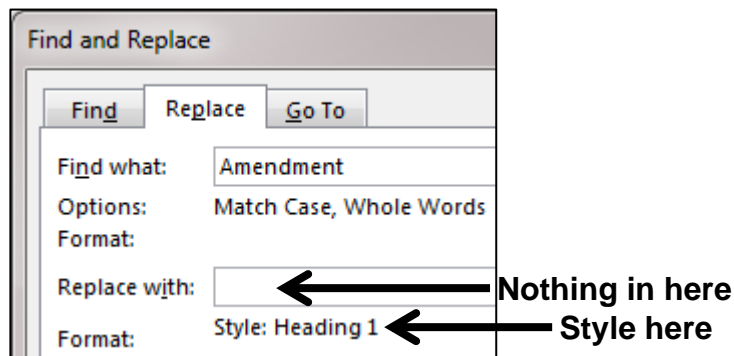 Find and Replace
Find Replace Go To
Find what: Amendment
Options: Match Case, Whole Words
Format:
Replace with: Nothing in here
Format: Style: Heading 1 Style here